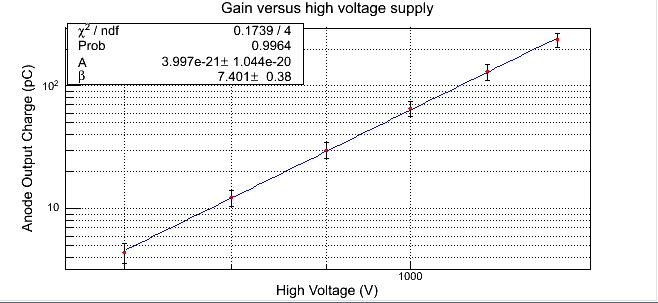 Gain versus high voltage supply
χ² / ndf 0.1739 / 4
Prob 0.9964
A 3.997e-21± 1.044e-20
β 7.401± 0.38
Anode Output Charge (pC)
10²
10
1000
High Voltage (V)